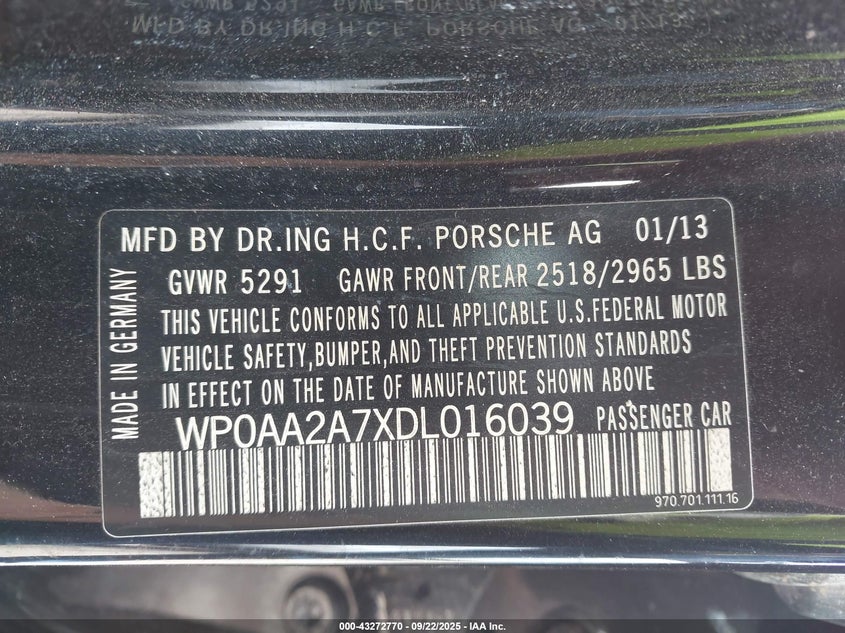 MFD BY DR.ING H.C.F. PORSCHE AG 01/13
GVWR 5291 GAWR FRONT/REAR 2518/2965 LBS
THIS VEHICLE CONFORMS TO ALL APPLICABLE U.S.FEDERAL MOTOR
VEHICLE SAFETY,BUMPER,AND THEFT PREVENTION STANDARDS
IN EFFECT ON THE DATE OF MANUFACTURE SHOWN ABOVE
WP0AA2A7XDL016039 PASSENGER CAR
970.701.111.16
MADE IN GERMANY
000-43272770 - 09/22/2025 - IAA Inc.